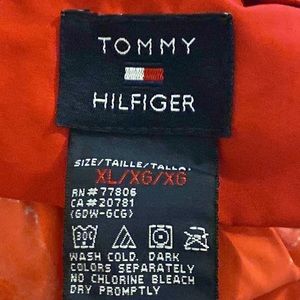 TOMMY
HILFIGER
SIZE/TAILLE/TALLA:
XL/XG/XG
RN#77806
CA#20781
(GDW-GCG)
WASH COLD. DARK
COLORS SEPARATELY
NO CHLORINE BLEACH
DRY PROMPTLY